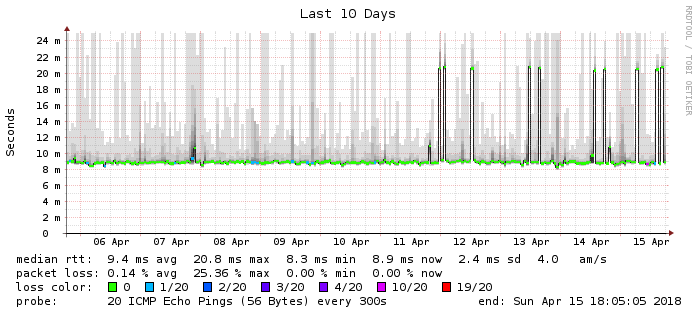 Last 10 Days
RRDTOOL / TOBI OETIKER
Seconds
24 m
22 m
20 m
18 m
16 m
14 m
12 m
10 m
8 m
6 m
4 m
2 m
0
06 Apr 07 Apr 08 Apr 09 Apr 10 Apr 11 Apr 12 Apr 13 Apr 14 Apr 15 Apr
median rtt: 9.4 ms avg 20.8 ms max 8.3 ms min 8.9 ms now 2.4 ms sd 4.0 am/s
packet loss: 0.14 % avg 25.36 % max 0.00 % min 0.00 % now
loss color: 0 1/20 2/20 3/20 4/20 10/20 19/20
probe: 20 ICMP Echo Pings (56 Bytes) every 300s end: Sun Apr 15 18:05:05 2018